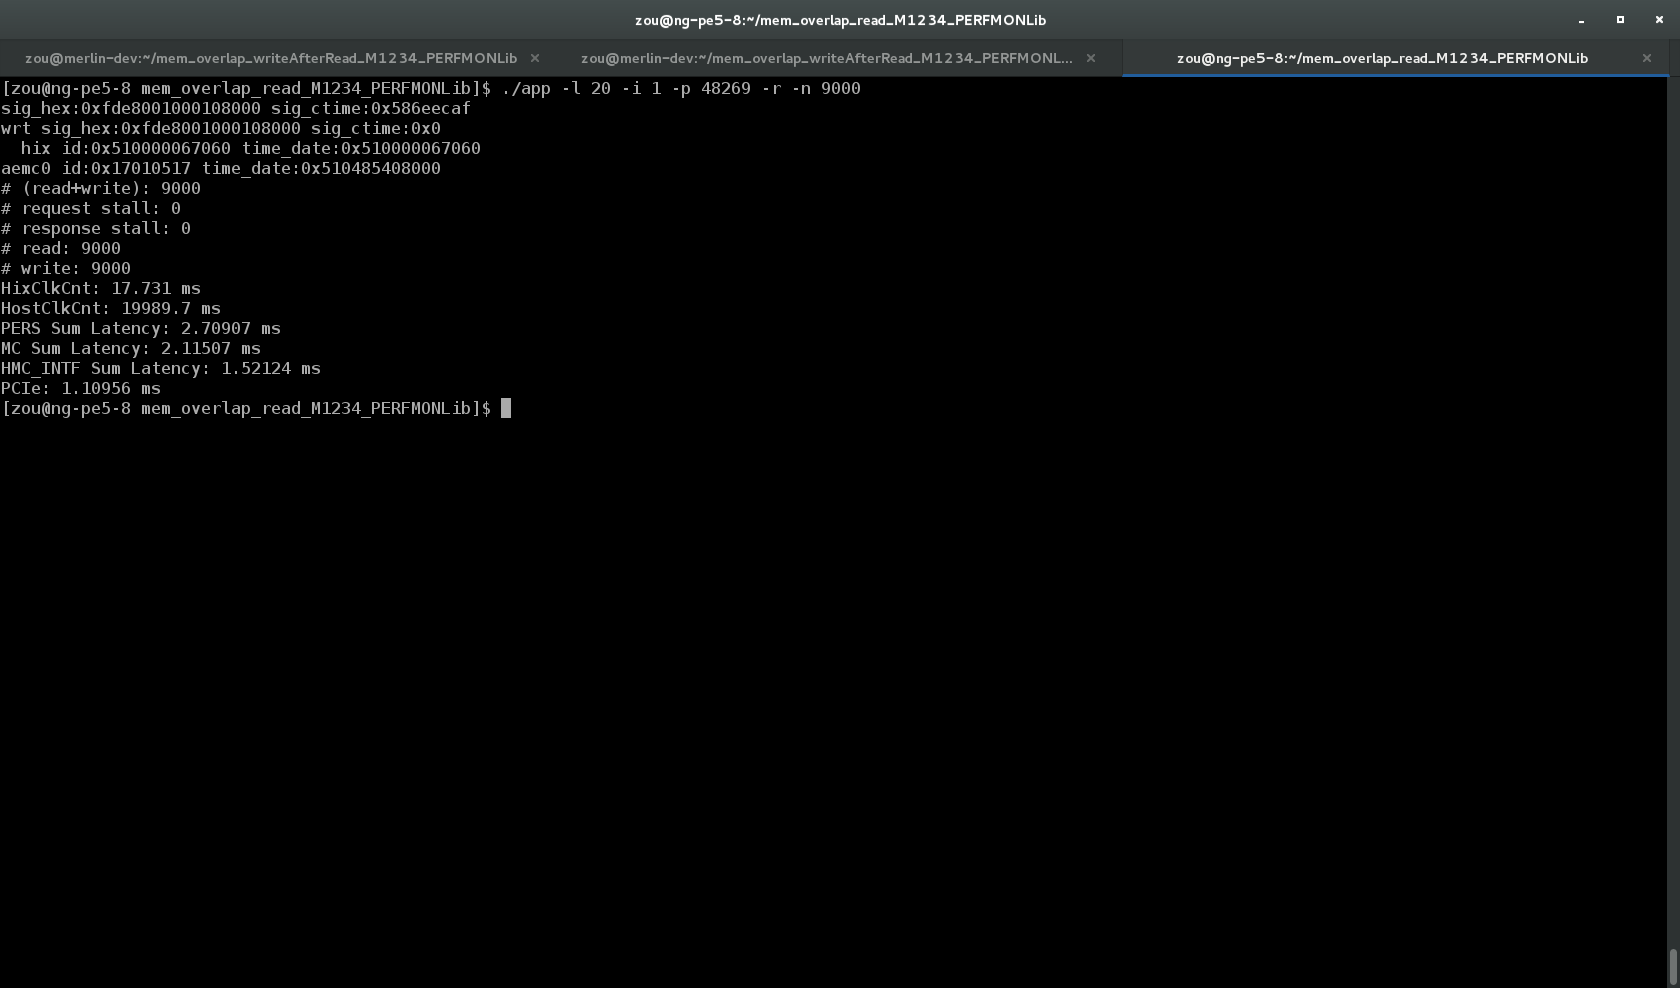 zou@ng-pe5-8:~/mem_overlap_read_M1234_PERFMONLib
zou@merlin-dev:~/mem_overlap_writeAfterRead_M1234_PERFMONLib
zou@merlin-dev:~/mem_overlap_writeAfterRead_M1234_PERFMONL...
zou@ng-pe5-8:~/mem_overlap_read_M1234_PERFMONLib
[zou@ng-pe5-8 mem_overlap_read_M1234_PERFMONLib]$ ./app -l 20 -i 1 -p 48269 -r -n 9000
sig_hex:0xfde8001000108000 sig_ctime:0x586eecaf
wrt sig_hex:0xfde8001000108000 sig_ctime:0x0
  hix id:0x510000067060 time_date:0x510000067060
aemc0 id:0x17010517 time_date:0x510485408000
# (read+write): 9000
# request stall: 0
# response stall: 0
# read: 9000
# write: 9000
HixClkCnt: 17.731 ms
HostClkCnt: 19989.7 ms
PERS Sum Latency: 2.70907 ms
MC Sum Latency: 2.11507 ms
HMC_INTF Sum Latency: 1.52124 ms
PCIe: 1.10956 ms
[zou@ng-pe5-8 mem_overlap_read_M1234_PERFMONLib]$